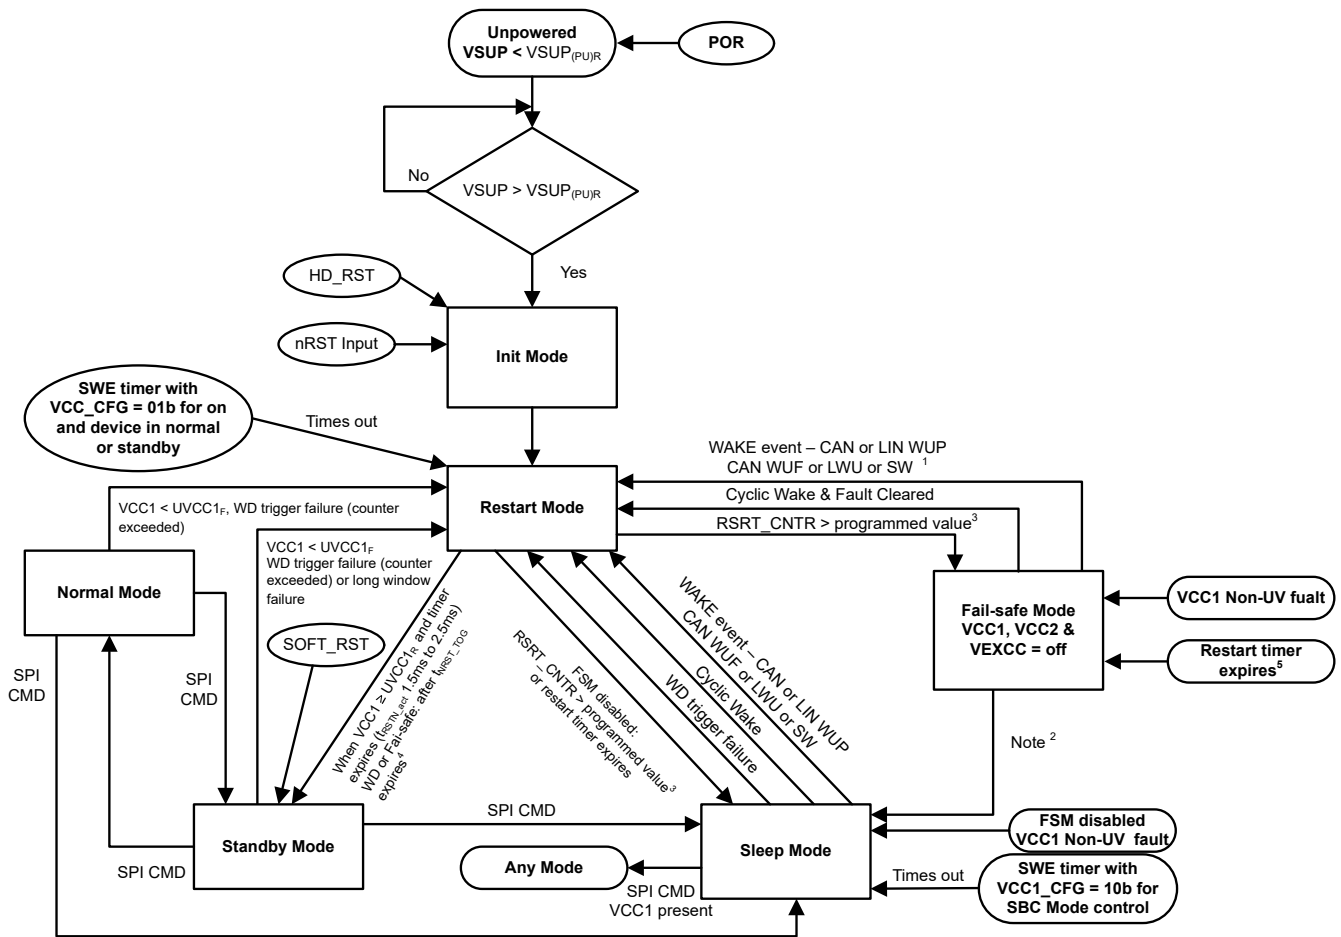 Unpowered
VSUP < VSUP(PU)R
POR
No
VSUP > VSUP(PU)R
Yes
HD_RST
nRST Input
Init Mode
SWE timer with
VCC_CFG = 01b for on
and device in normal
or standby
Times out
WAKE event – CAN or LIN WUP
CAN WUF or LWU or SW 1
Cyclic Wake & Fault Cleared
RSRT_CNTR > programmed value3
Restart Mode
VCC1 < UVCC1F, WD trigger failure (counter
exceeded)
VCC1 < UVCC1F
WD trigger failure (counter
exceeded) or long window
failure
Normal Mode
Fail-safe Mode
VCC1, VCC2 &
VEXCC = off
VCC1 Non-UV fualt
Restart timer
expires5
SOFT_RST
SPI
CMD
SPI
CMD
When VCC1 ≥ UVCC1R and timer
expires (tRSTN_act 1.5ms to 2.5ms)
WD or Fai-safe: after tNRST_TOG
expires 4
FSM disabled:
RSRT_CNTR > programmed value 3
or restart timer expires
WD trigger failure
Cyclic Wake
WAKE event – CAN or LIN WUP
CAN WUF or LWU or SW
Note 2
SPI CMD
Standby Mode
SPI CMD
Any Mode
SPI CMD
VCC1 present
Sleep Mode
FSM disabled
VCC1 Non-UV fault
Times out
SWE timer with
VCC1_CFG = 10b for
SBC Mode control